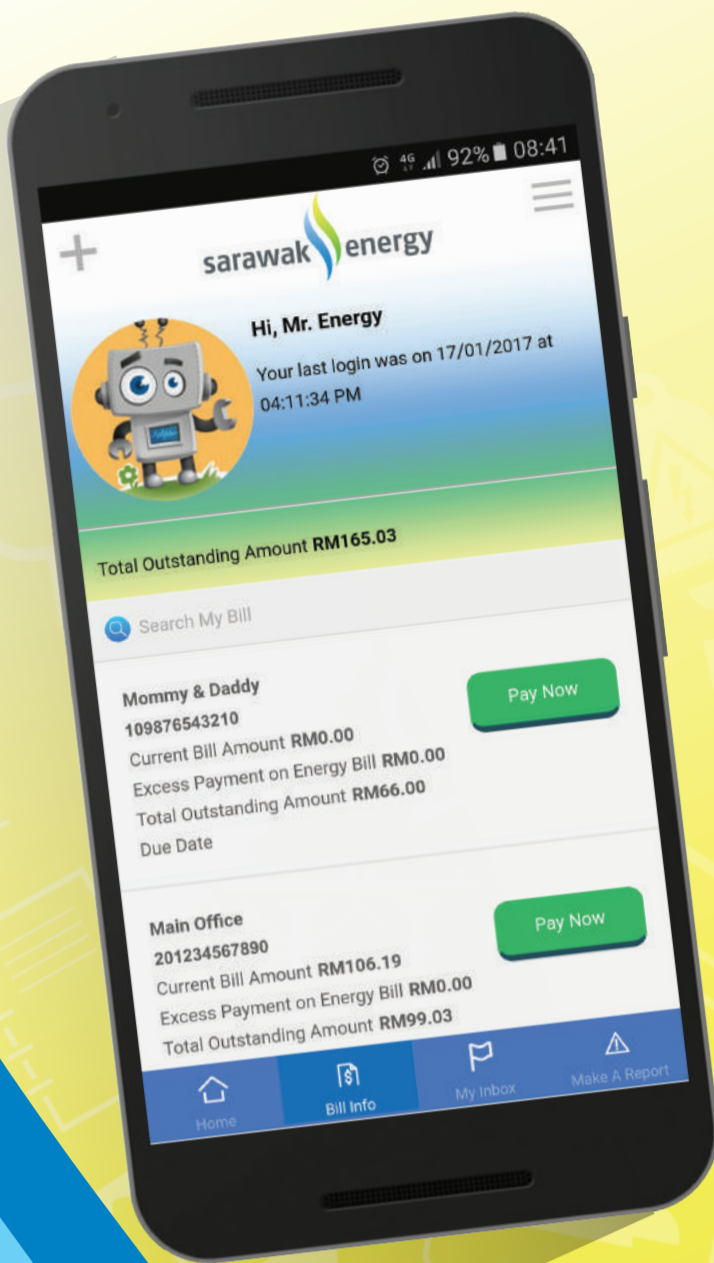 4G 92% 08:41
sarawak energy
Hi, Mr. Energy
Your last login was on 17/01/2017 at
04:11:34 PM
Total Outstanding Amount RM165.03
Search My Bill
Mommy & Daddy
109876543210
Pay Now
Current Bill Amount RM0.00
Excess Payment on Energy Bill RM0.00
Total Outstanding Amount RM66.00
Due Date
Main Office
201234567890
Pay Now
Current Bill Amount RM106.19
Excess Payment on Energy Bill RM0.00
Total Outstanding Amount RM99.03
Home
Bill Info
My Inbox
Make A Report